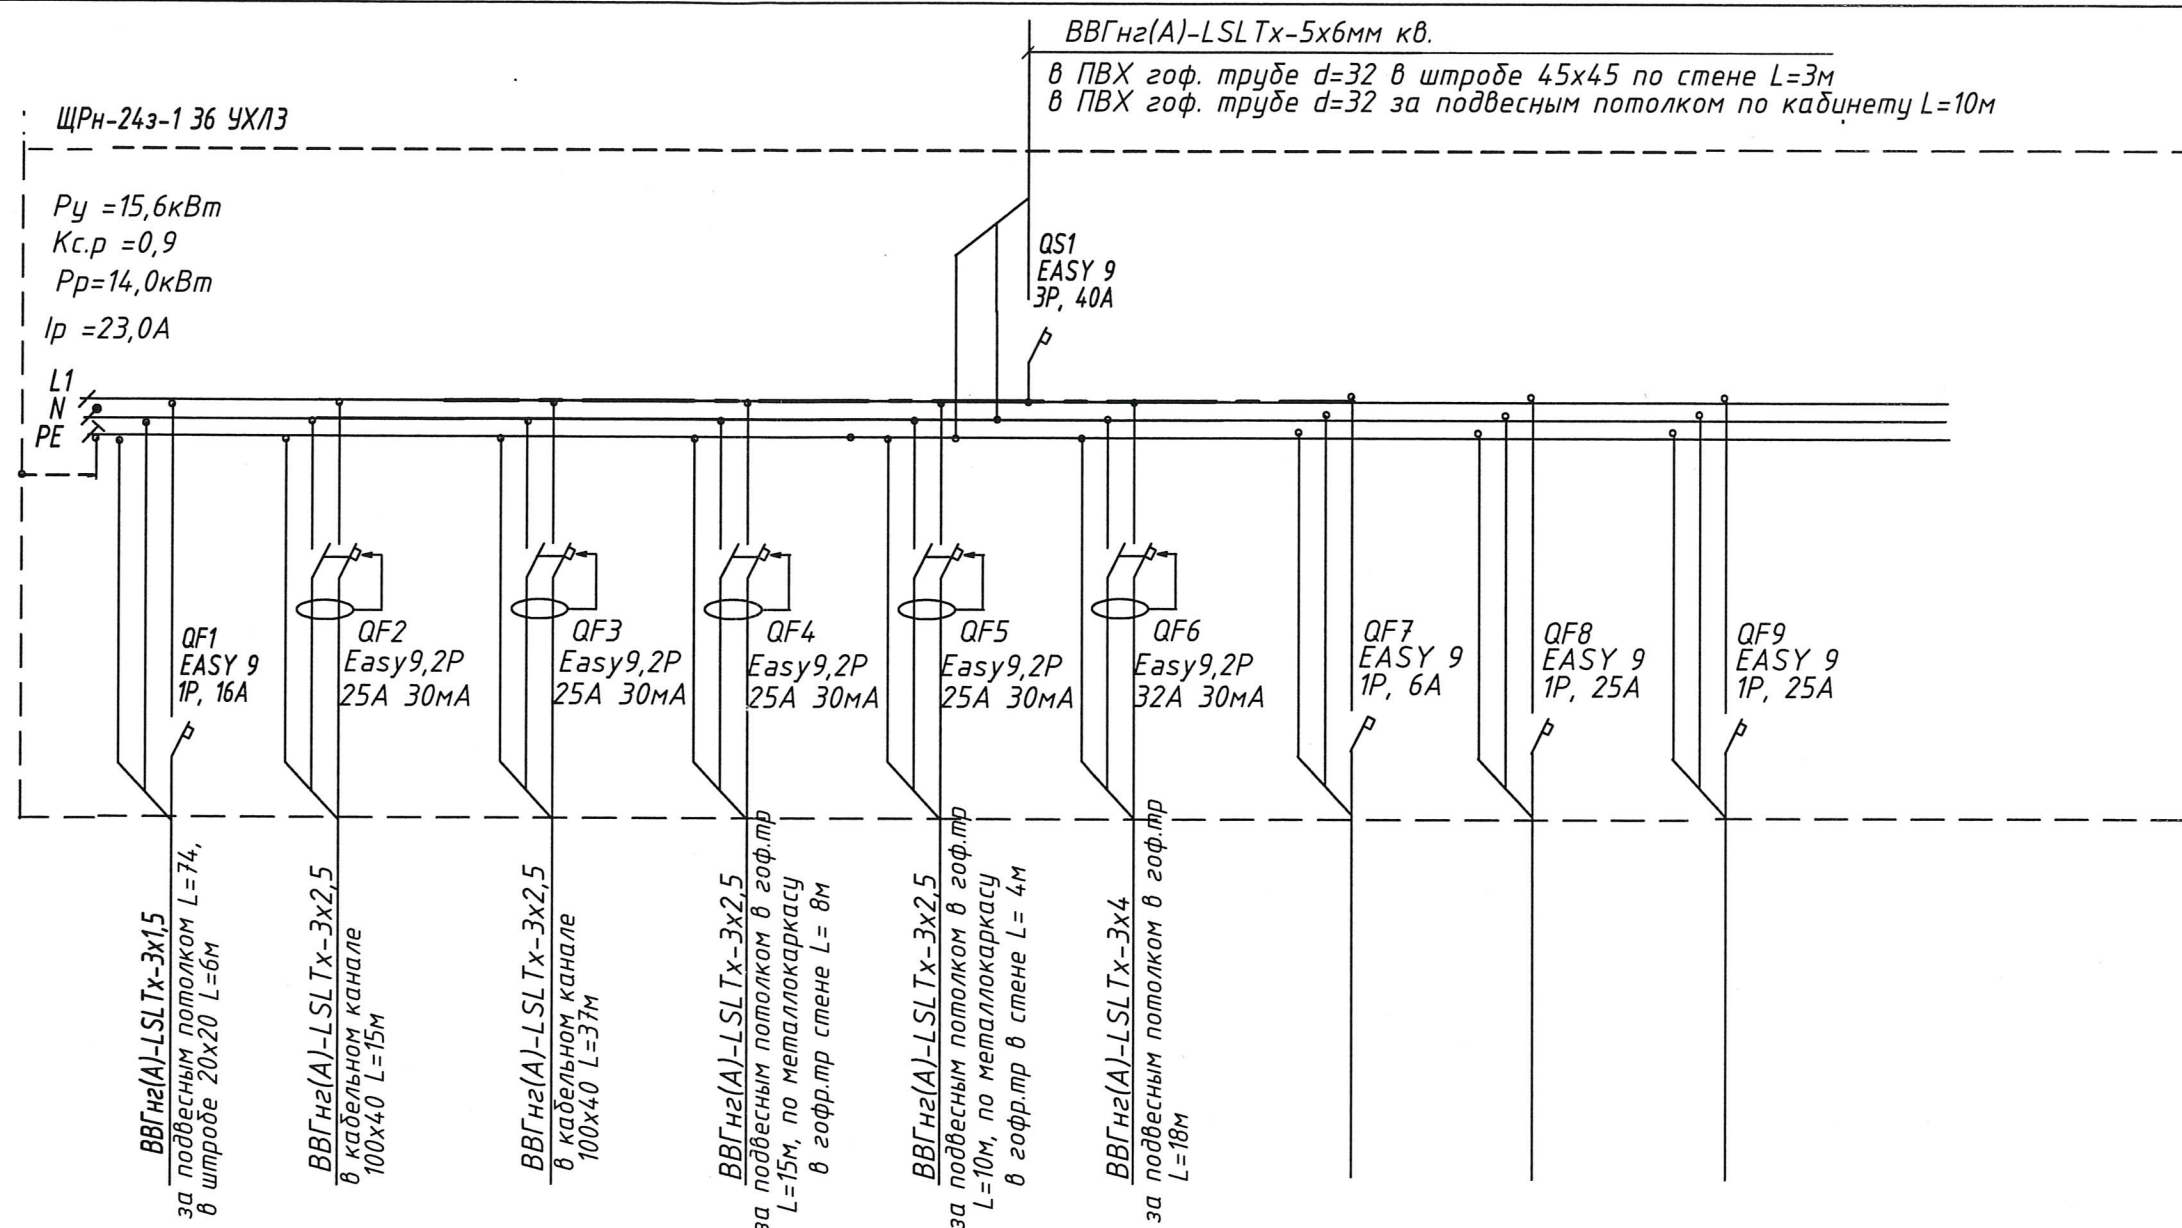 ВВГнг(А)-LSLTx-5х6мм кв.
в ПВХ гоф. трубе d=32 в штробе 45х45 по стене L=3м
в ПВХ гоф. трубе d=32 за подвесным потолком по кабинету L=10м
ЩРн-24з-1 36 УХЛ3
Ру =15,6кВт
Кс.р =0,9
Рр=14,0кВт
Iр =23,0А
QS1
EASY 9
3P, 40A
L1
N
PE
QF1
EASY 9
1P, 16A
QF2
Easy9,2P
25A 30мА
QF3
Easy9,2P
25A 30мА
QF4
Easy9,2P
25A 30мА
QF5
Easy9,2P
25A 30мА
QF6
Easy9,2P
32A 30мА
QF7
EASY 9
1P, 6A
QF8
EASY 9
1P, 25A
QF9
EASY 9
1P, 25A
ВВГнг(А)-LSLTx-3х1,5
за подвесным потолком L=74,
в штробе 20х20 L=6м
ВВГнг(А)-LSLTx-3х2,5
в кабельном канале
100х40 L=15м
ВВГнг(А)-LSLTx-3х2,5
в кабельном канале
100х40 L=37м
ВВГнг(А)-LSLTx-3х2,5
за подвесным потолком в гоф.тр
L=15м, по металлокаркасу
в гофр.тр стене L= 8м
ВВГнг(А)-LSLTx-3х2,5
за подвесным потолком в гоф.тр
L=10м, по металлокаркасу
в гофр.тр в стене L= 4м
ВВГнг(А)-LSLTx-3х4
за подвесным потолком в гоф.тр
L=18м